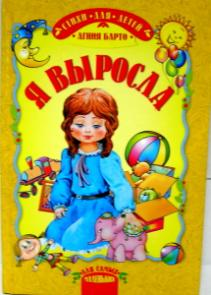 СТИХИ ДЛЯ ДЕТЕЙ
АГНИЯ БАРТО
Я ВЫРОСЛА
ДЛЯ САМЫХ
МАЛЕНЬКИХ